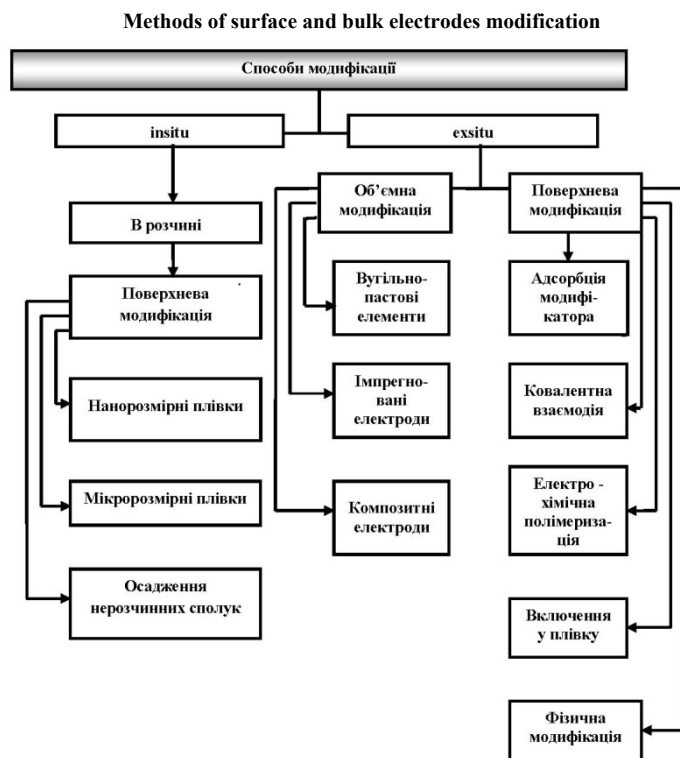 Methods of surface and bulk electrodes modification
Способи модифікації
insitu
exsitu
В розчині
Поверхнева
модифікація
Нанорозмірні плівки
Мікророзмірні плівки
Осадження
нерозчинних сполук
Об’ємна
модифікація
Вугільно-
пастові
елементи
Імпрегно-
вані
електроди
Композитні
електроди
Поверхнева
модифікація
Адсорбція
модифі-
катора
Ковалентна
взаємодія
Електро -
хімічна
полімериза-
ція
Включення
у плівку
Фізична
модифікація